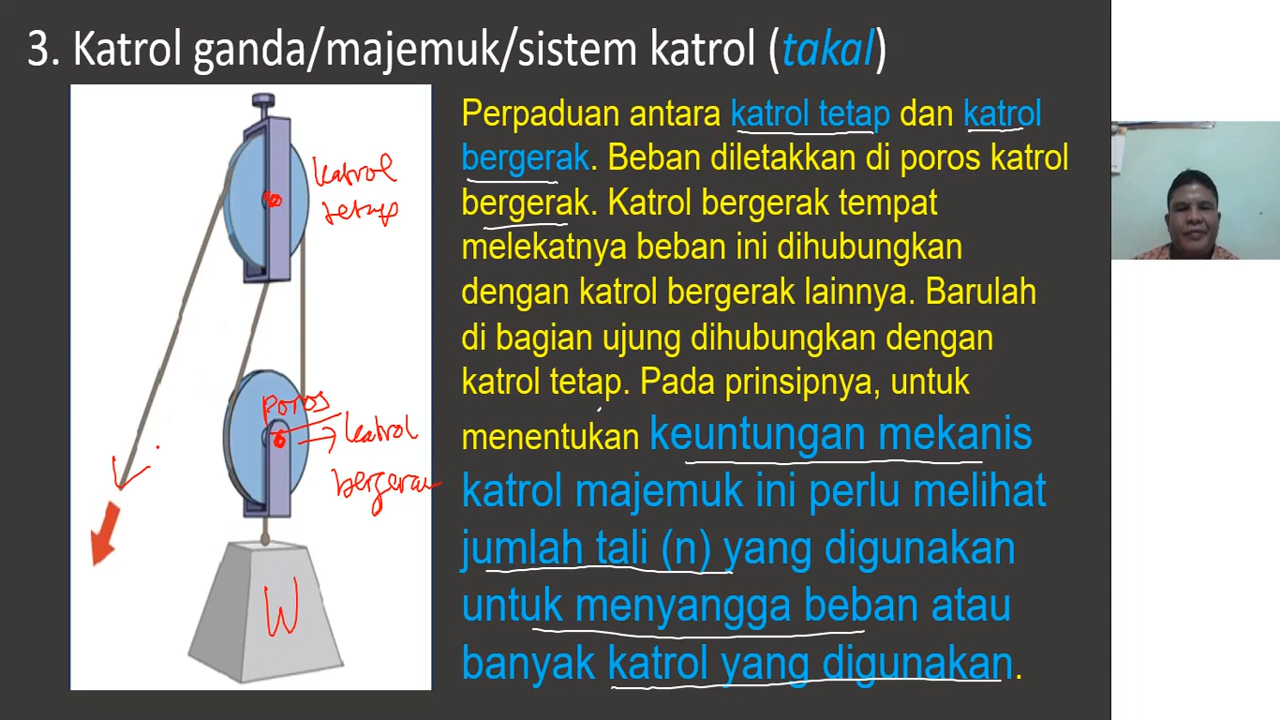 3. Katrol ganda/majemuk/sistem katrol (takal)
katrol
tetap
poros
katrol
bergerak
W
Perpaduan antara katrol tetap dan katrol
bergerak. Beban diletakkan di poros katrol
bergerak. Katrol bergerak tempat
melekatnya beban ini dihubungkan
dengan katrol bergerak lainnya. Barulah
di bagian ujung dihubungkan dengan
katrol tetap. Pada prinsipnya, untuk
menentukan keuntungan mekanis
katrol majemuk ini perlu melihat
jumlah tali (n) yang digunakan
untuk menyangga beban atau
banyak katrol yang digunakan.